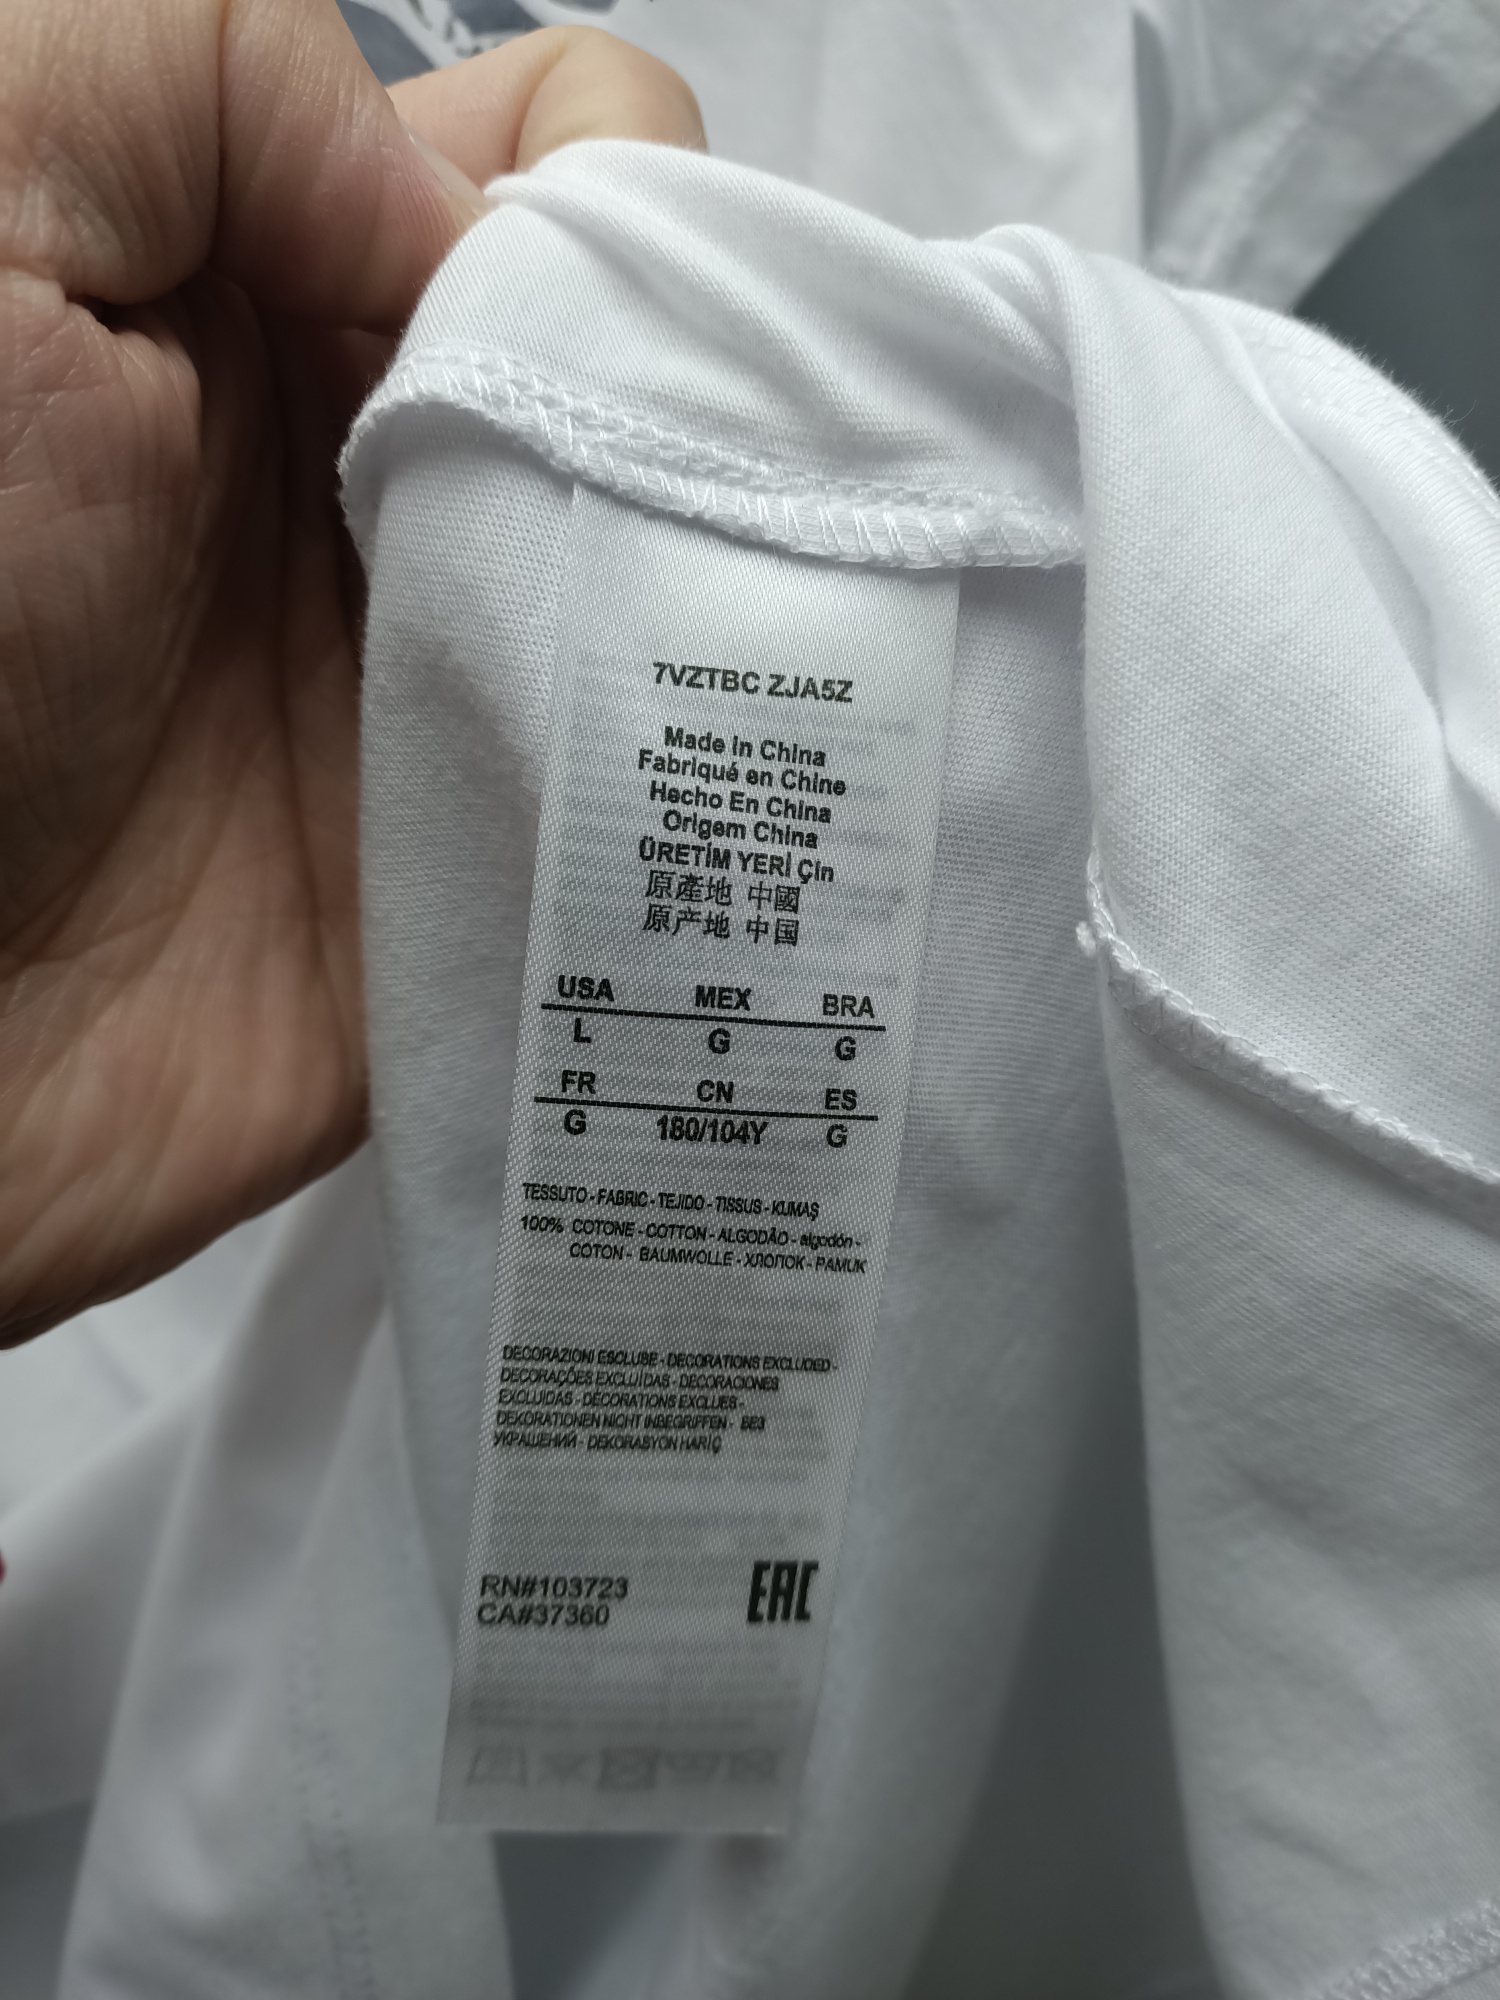 7VZTBC ZJA5Z
Made in China
Fabriqué en Chine
Hecho En China
Origem China
ÜRETİM YERİ Çin
原產地 中國
原产地 中国
USA MEX BRA
L G G
FR CN ES
G 180/104Y G
TESSUTO - FABRIC - TEJIDO - TISSUS - KUMAŞ
100% COTONE - COTTON - ALGODÃO - algodón -
COTON - BAUMWOLLE - ХЛОПОК - PAMUK
DECORAZIONI ESCLUSE - DECORATIONS EXCLUDED -
DECORAÇÕES EXCLUÍDAS - DECORACIONES
EXCLUIDAS - DÉCORATIONS EXCLUES -
DEKORATIONEN NICHT INBEGRIFFEN - БЕЗ
УКРАШЕНИЙ - DEKORASYON HARİÇ
RN#103723
CA#37360
EAC